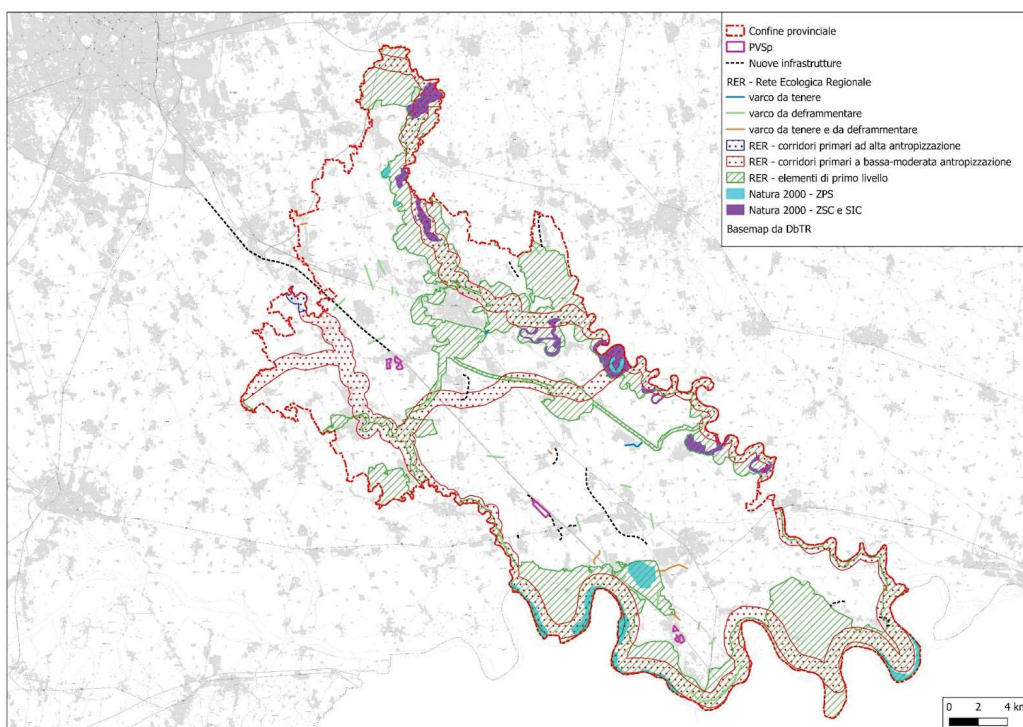 Confine provinciale
PVSp
Nuove infrastrutture
RER - Rete Ecologica Regionale
varco da tenere
varco da deframmentare
varco da tenere e da deframmentare
RER - corridori primari ad alta antropizzazione
RER - corridori primari a bassa-moderata antropizzazione
RER - elementi di primo livello
Natura 2000 - ZPS
Natura 2000 - ZSC e SIC
Basemap da DbTR
0 2 4 km